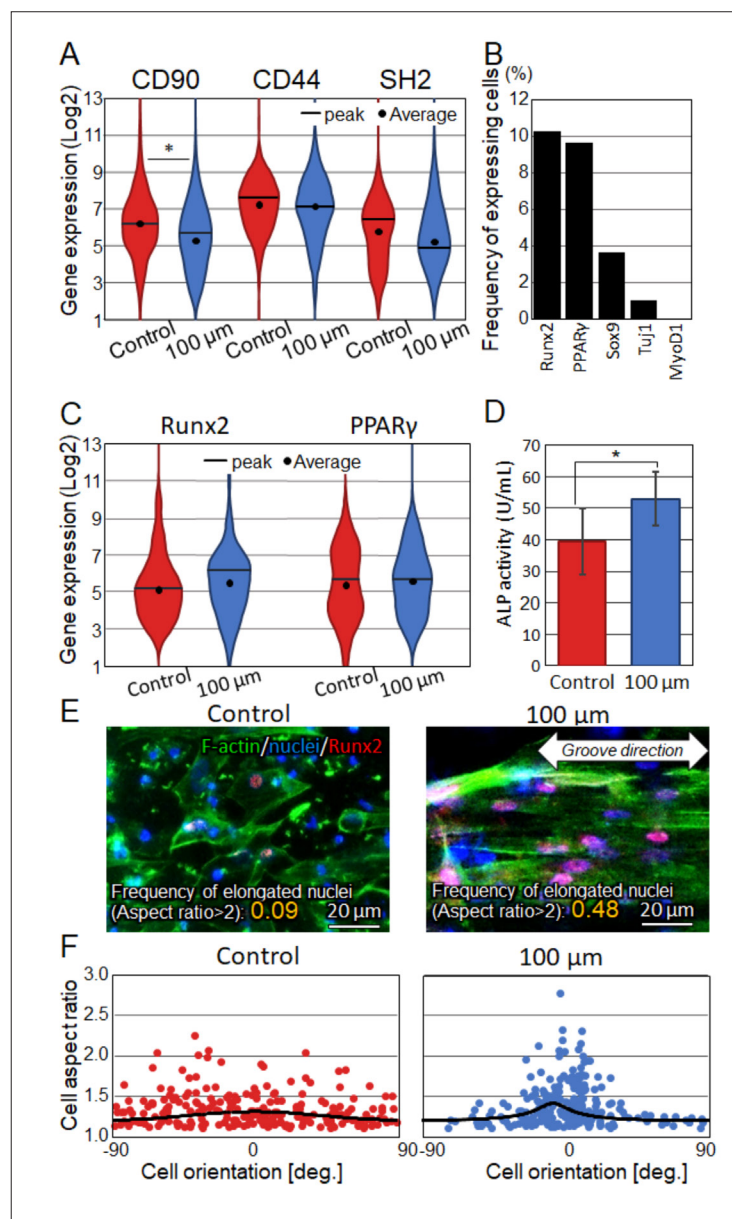 A
CD90 CD44 SH2
Gene expression (Log2)
13
11
9
7
5
3
1
peak Average
*
Control 100 μm Control 100 μm Control 100 μm
B (%)
Frequency of expressing cells
12
10
8
6
4
2
0
Runx2 PPARγ Sox9 Tuj1 MyoD1
C
Runx2 PPARγ
Gene expression (Log2)
13
11
9
7
5
3
1
peak Average
Control 100 μm Control 100 μm
D
ALP activity (U/mL)
70
60
50
40
30
20
10
0
*
Control 100 μm
E
Control 100 μm
F-actin/nuclei/Runx2
Frequency of elongated nuclei
(Aspect ratio>2): 0.09 20 μm
Groove direction
Frequency of elongated nuclei
(Aspect ratio>2): 0.48 20 μm
F
Control 100 μm
Cell aspect ratio
3.0
2.5
2.0
1.5
1.0
-90 0 90
Cell orientation [deg.]
-90 0 90
Cell orientation [deg.]